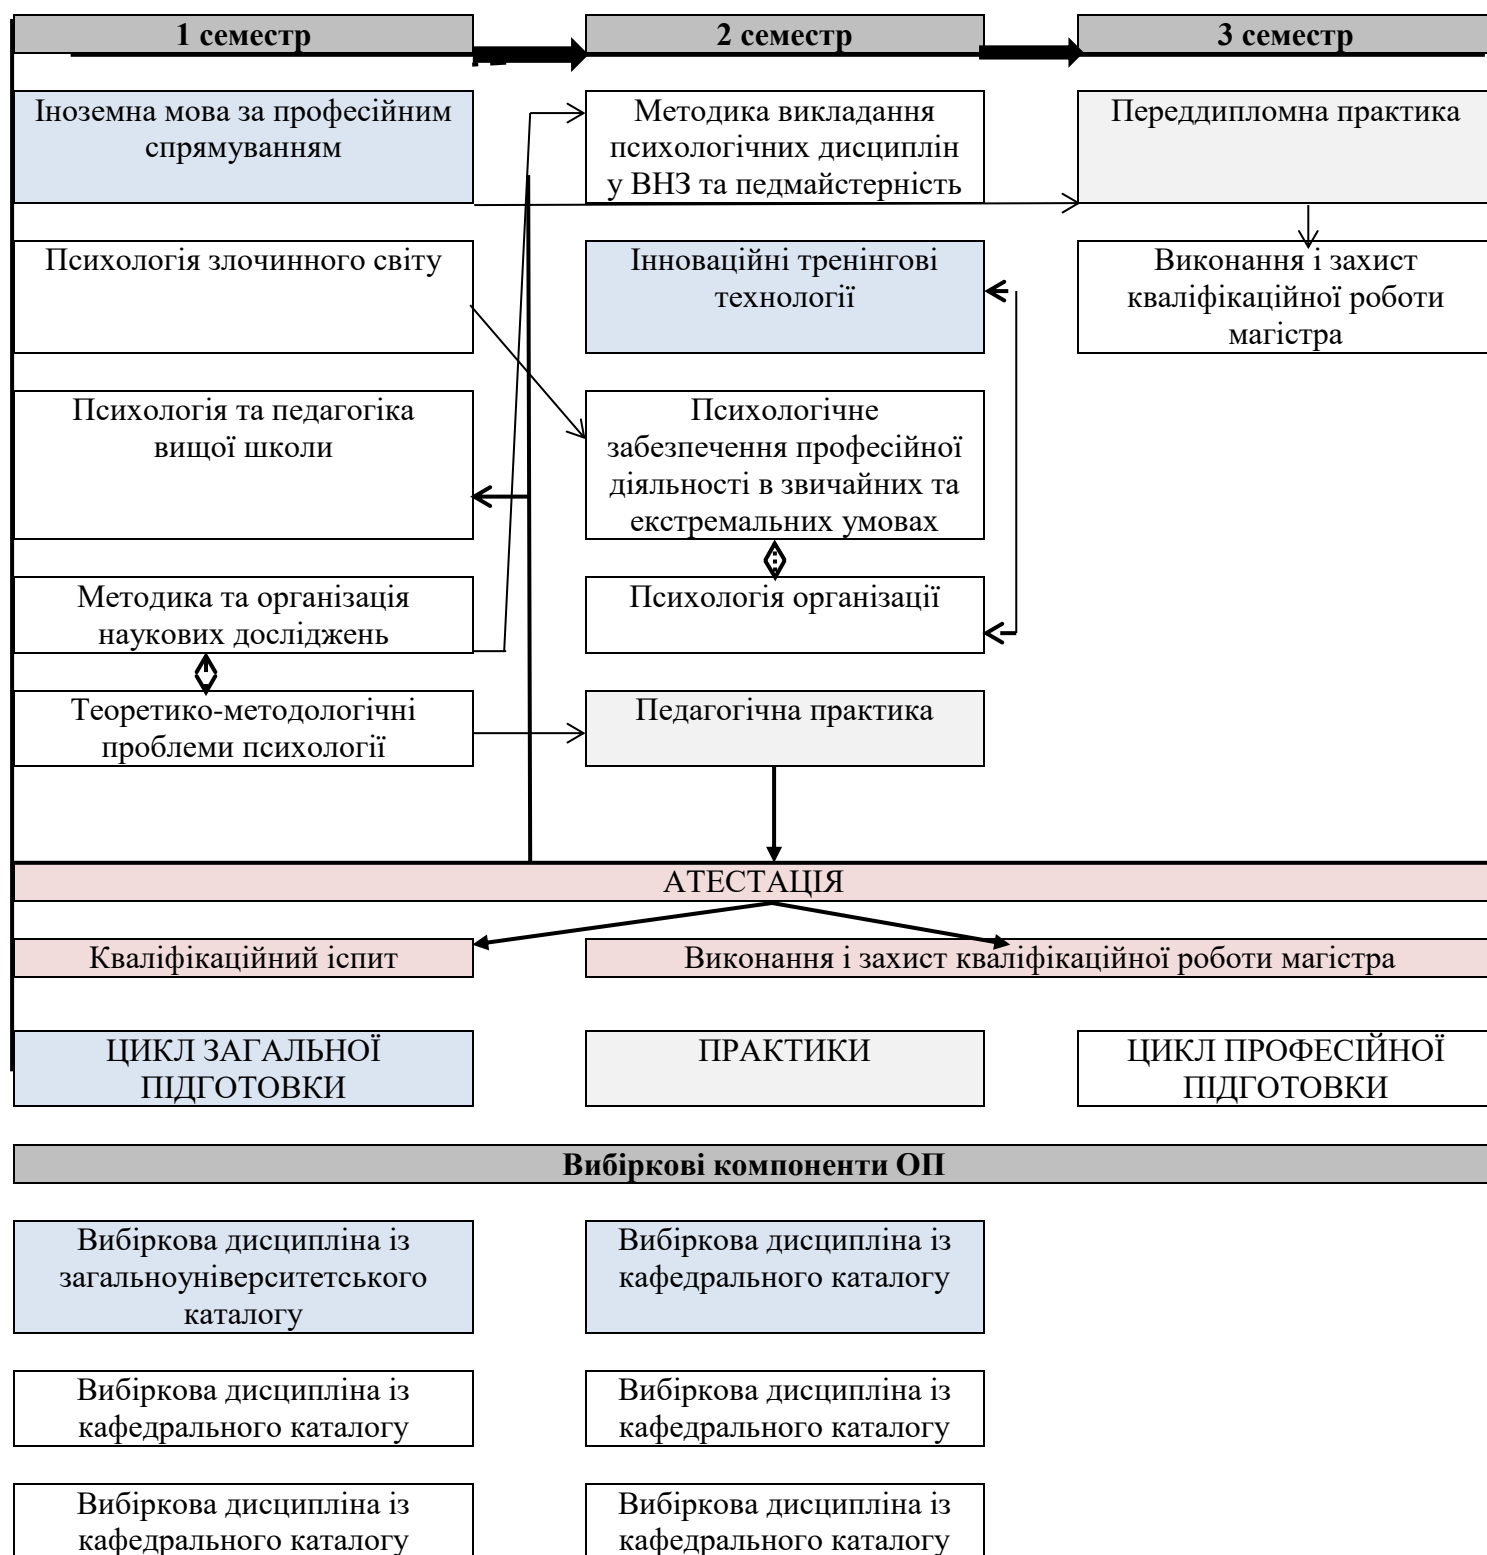 1 семестр
2 семестр
3 семестр
Іноземна мова за професійним
спрямуванням
Методика викладання
психологічних дисциплін
у ВНЗ та педмайстерність
Переддипломна практика
Психологія злочинного світу
Інноваційні тренінгові
технології
Виконання і захист
кваліфікаційної роботи
магістра
Психологія та педагогіка
вищої школи
Психологічне
забезпечення професійної
діяльності в звичайних та
екстремальних умовах
Методика та організація
наукових досліджень
Психологія організації
Теоретико-методологічні
проблеми психології
Педагогічна практика
АТЕСТАЦІЯ
Кваліфікаційний іспит
Виконання і захист кваліфікаційної роботи магістра
ЦИКЛ ЗАГАЛЬНОЇ
ПІДГОТОВКИ
ПРАКТИКИ
ЦИКЛ ПРОФЕСІЙНОЇ
ПІДГОТОВКИ
Вибіркові компоненти ОП
Вибіркова дисципліна із
загальноуніверситетського
каталогу
Вибіркова дисципліна із
кафедрального каталогу
Вибіркова дисципліна із
кафедрального каталогу
Вибіркова дисципліна із
кафедрального каталогу
Вибіркова дисципліна із
кафедрального каталогу
Вибіркова дисципліна із
кафедрального каталогу